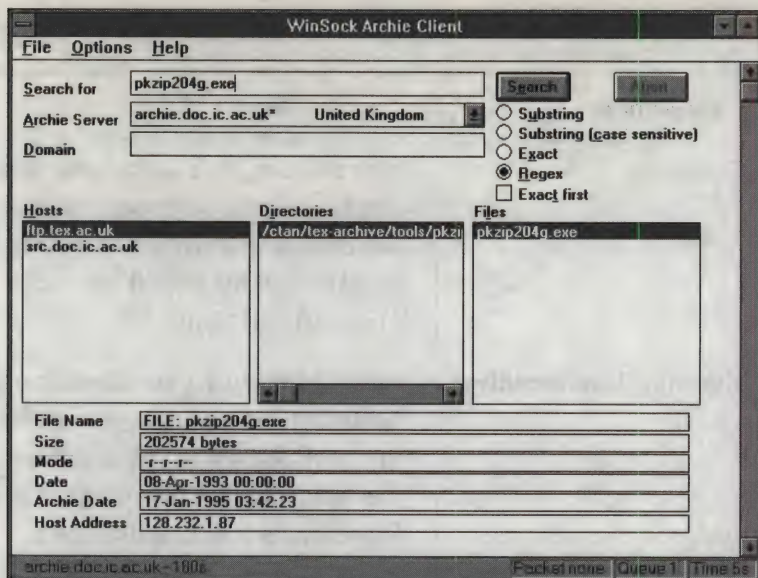 WinSock Archie Client
File Options Help
Search for pkzip204g.exe Search Abort
Archie Server archie.doc.ic.ac.uk* United Kingdom
Domain
Substring
Substring (case sensitive)
Exact
Regex
Exact first
Hosts Directories Files
ftp.tex.ac.uk /ctan/tex-archive/tools/pkzi pkzip204g.exe
src.doc.ic.ac.uk
File Name FILE: pkzip204g.exe
Size 202574 bytes
Mode -r--r--r--
Date 08-Apr-1993 00:00:00
Archie Date 17-Jan-1995 03:42:23
Host Address 128.232.1.87
archie.doc.ic.ac.uk~180s Packet none Queue 1 Time 5s